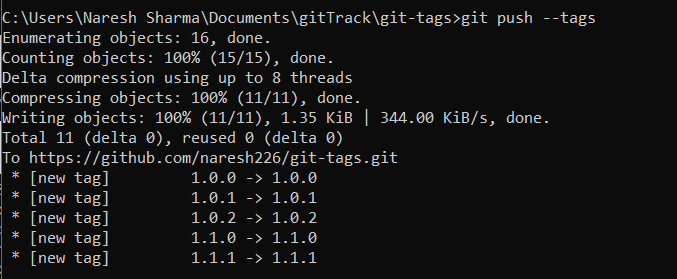 C:\Users\Naresh Sharma\Documents\gitTrack\git-tags>git push --tags
Enumerating objects: 16, done.
Counting objects: 100% (15/15), done.
Delta compression using up to 8 threads
Compressing objects: 100% (11/11), done.
Writing objects: 100% (11/11), 1.35 KiB | 344.00 KiB/s, done.
Total 11 (delta 0), reused 0 (delta 0)
To https://github.com/naresh226/git-tags.git
 * [new tag]         1.0.0 -> 1.0.0
 * [new tag]         1.0.1 -> 1.0.1
 * [new tag]         1.0.2 -> 1.0.2
 * [new tag]         1.1.0 -> 1.1.0
 * [new tag]         1.1.1 -> 1.1.1